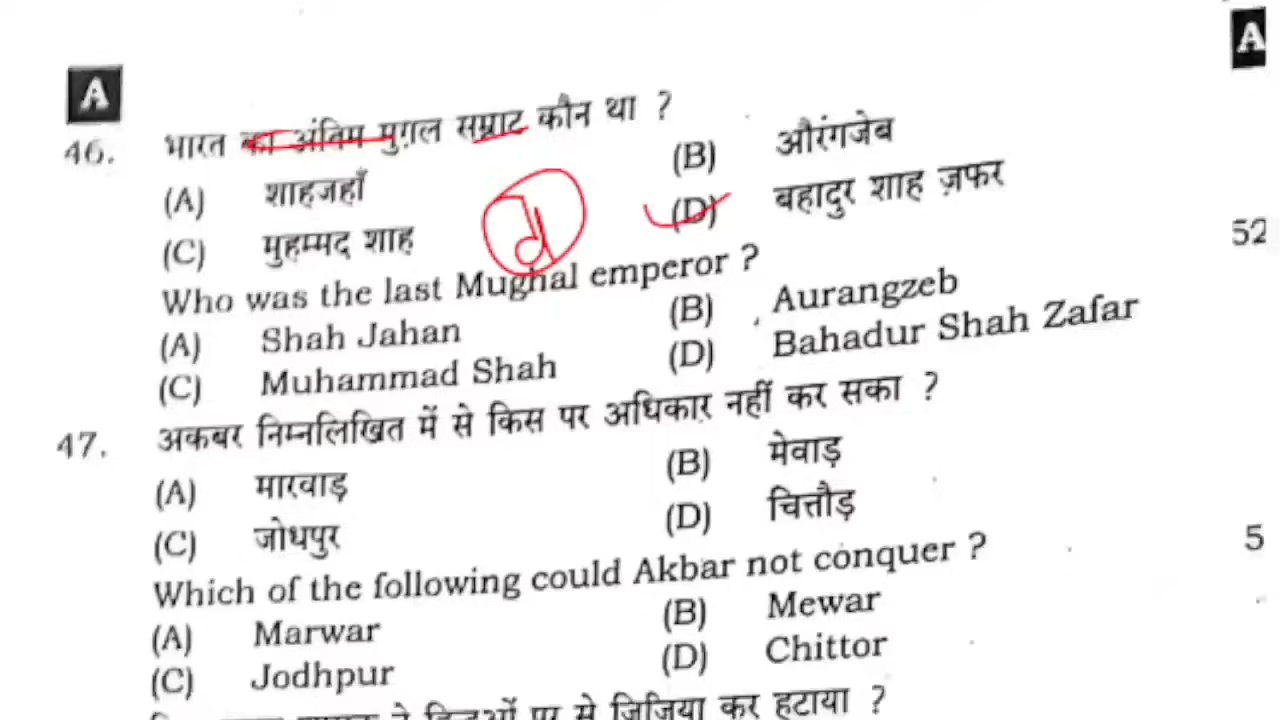 A
A
46. भारत का अंतिम मुग़ल सम्राट कौन था ?
(A) शाहजहाँ (B) औरंगजेब
(C) मुहम्मद शाह (D) बहादुर शाह ज़फर
d
52
Who was the last Mughal emperor ?
(A) Shah Jahan (B) Aurangzeb
(C) Muhammad Shah (D) Bahadur Shah Zafar
47. अकबर निम्नलिखित में से किस पर अधिकार नहीं कर सका ?
(A) मारवाड़ (B) मेवाड़
(C) जोधपुर (D) चित्तौड़
5
Which of the following could Akbar not conquer ?
(A) Marwar (B) Mewar
(C) Jodhpur (D) Chittor
पर से जिजिया कर हटाया ?